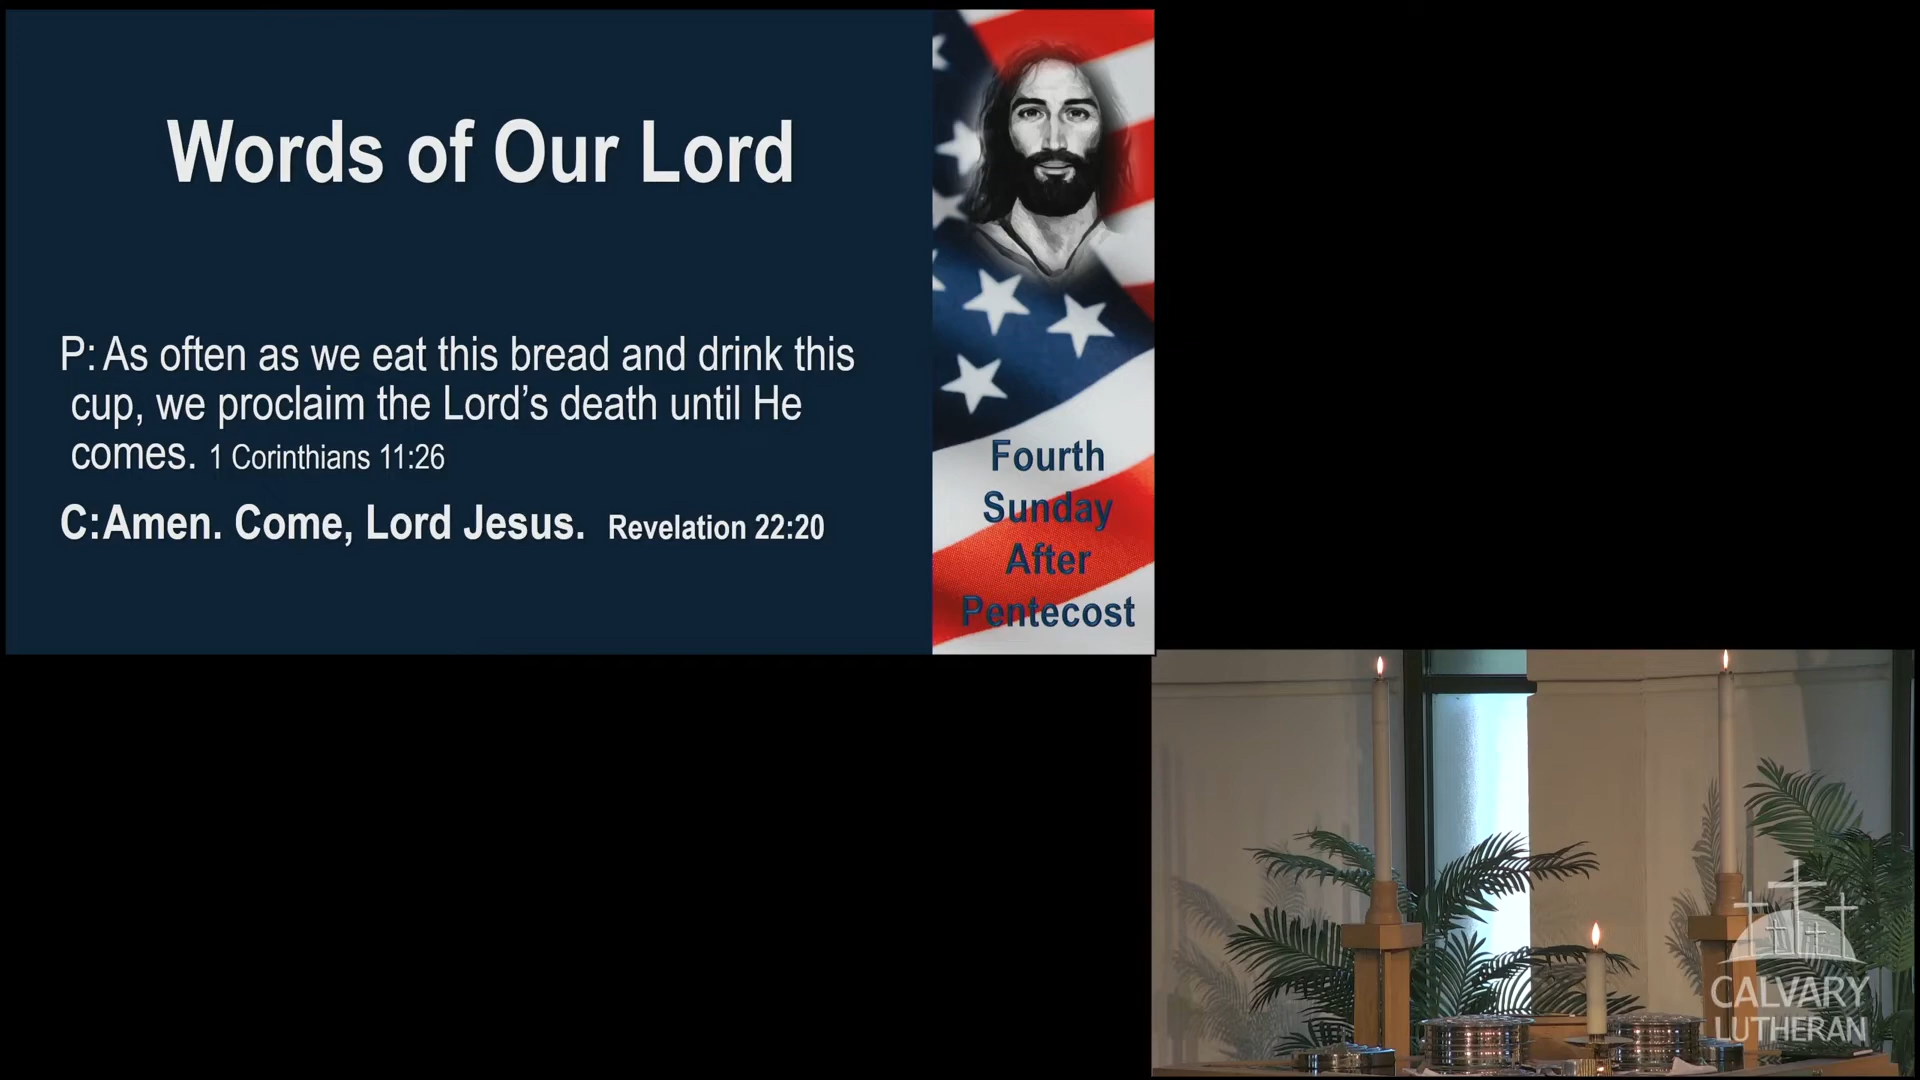 Words of Our Lord
P: As often as we eat this bread and drink this
cup, we proclaim the Lord’s death until He
comes. 1 Corinthians 11:26
C: Amen. Come, Lord Jesus. Revelation 22:20
Fourth
Sunday
After
Pentecost
CALVARY
LUTHERAN